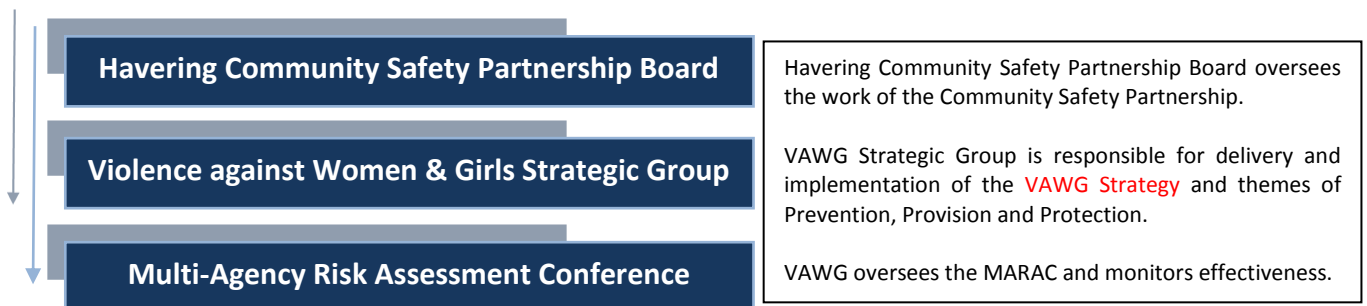 Havering Community Safety Partnership Board
Violence against Women & Girls Strategic Group
Multi-Agency Risk Assessment Conference
Havering Community Safety Partnership Board oversees
the work of the Community Safety Partnership.
VAWG Strategic Group is responsible for delivery and
implementation of the VAWG Strategy and themes of
Prevention, Provision and Protection.
VAWG oversees the MARAC and monitors effectiveness.